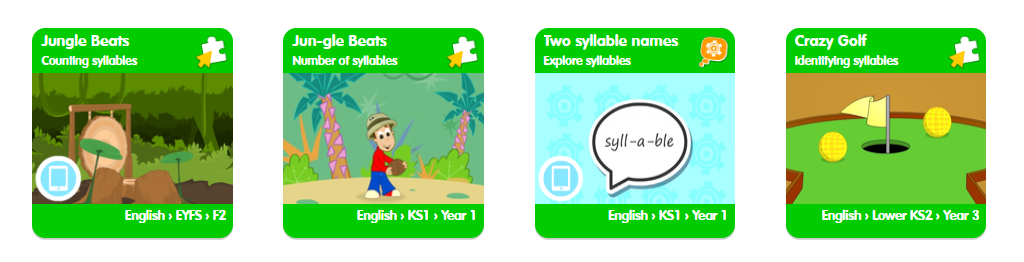 Jungle Beats
Counting syllables
English › EYFS › F2
Jun-gle Beats
Number of syllables
English › KS1 › Year 1
Two syllable names
Explore syllables
syll-a-ble
English › KS1 › Year 1
Crazy Golf
Identifying syllables
English › Lower KS2 › Year 3